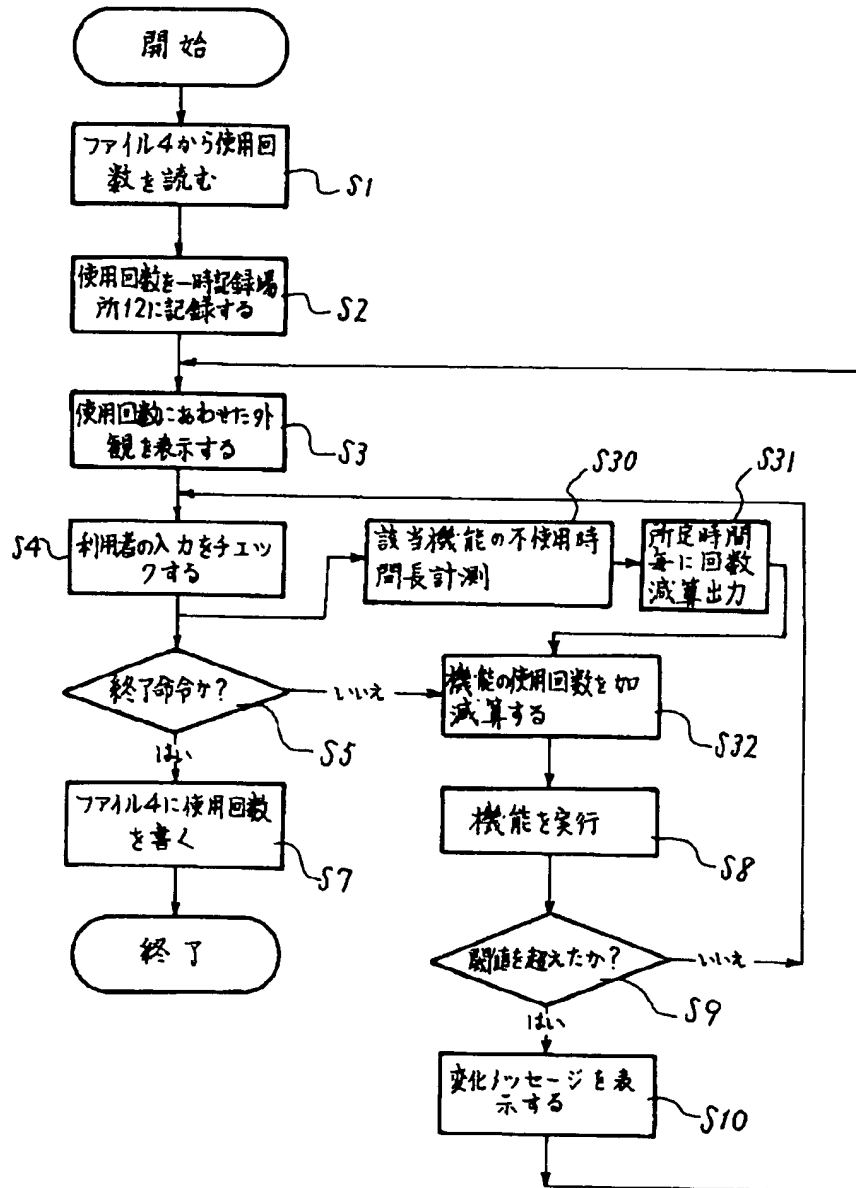 開始
ファイル4から使用回
数を読む
S1
使用回数を一時記録場
所12に記録する
S2
使用回数にあわせた外
観を表示する
S3
S30
S31
S4
利用者の入力をチェッ
クする
該当機能の不使用時
間長計測
所定時間
毎に回数
減算出力
終了命令か?
いいえ
S5
はい
機能の使用回数を加
減算する
S32
ファイル4に使用回数
を書く
S7
機能を実行
S8
終了
閾値を超えたか?
いいえ
S9
はい
変化メッセージを表
示する
S10